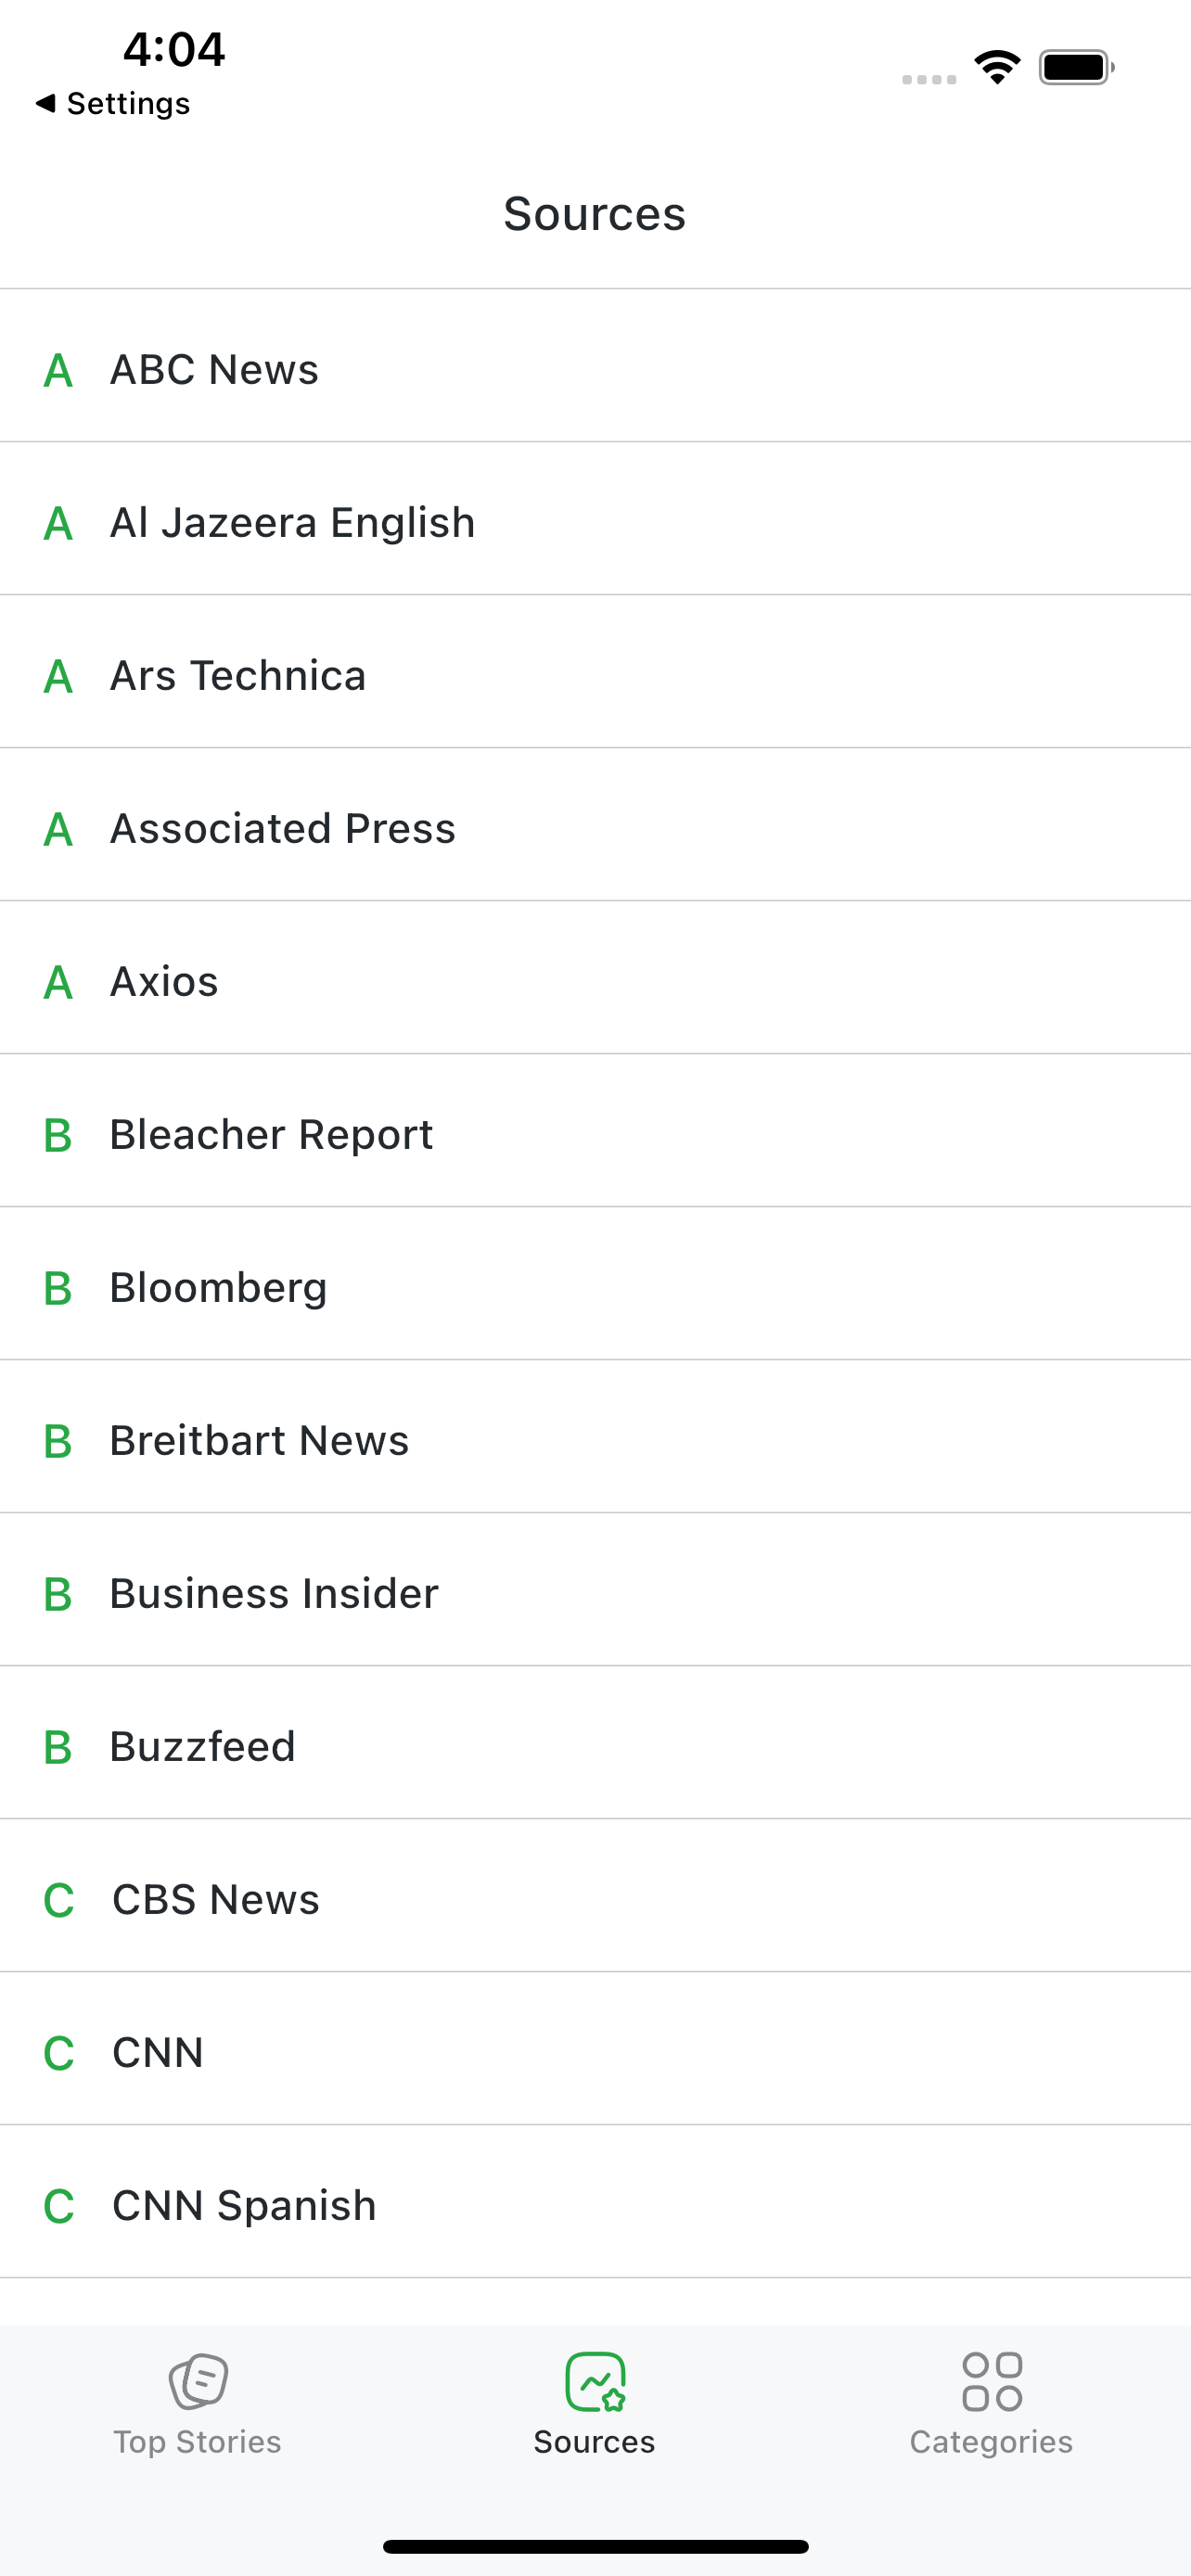 4:04
◀ Settings
Sources
A ABC News
A Al Jazeera English
A Ars Technica
A Associated Press
A Axios
B Bleacher Report
B Bloomberg
B Breitbart News
B Business Insider
B Buzzfeed
C CBS News
C CNN
C CNN Spanish
Top Stories Sources Categories